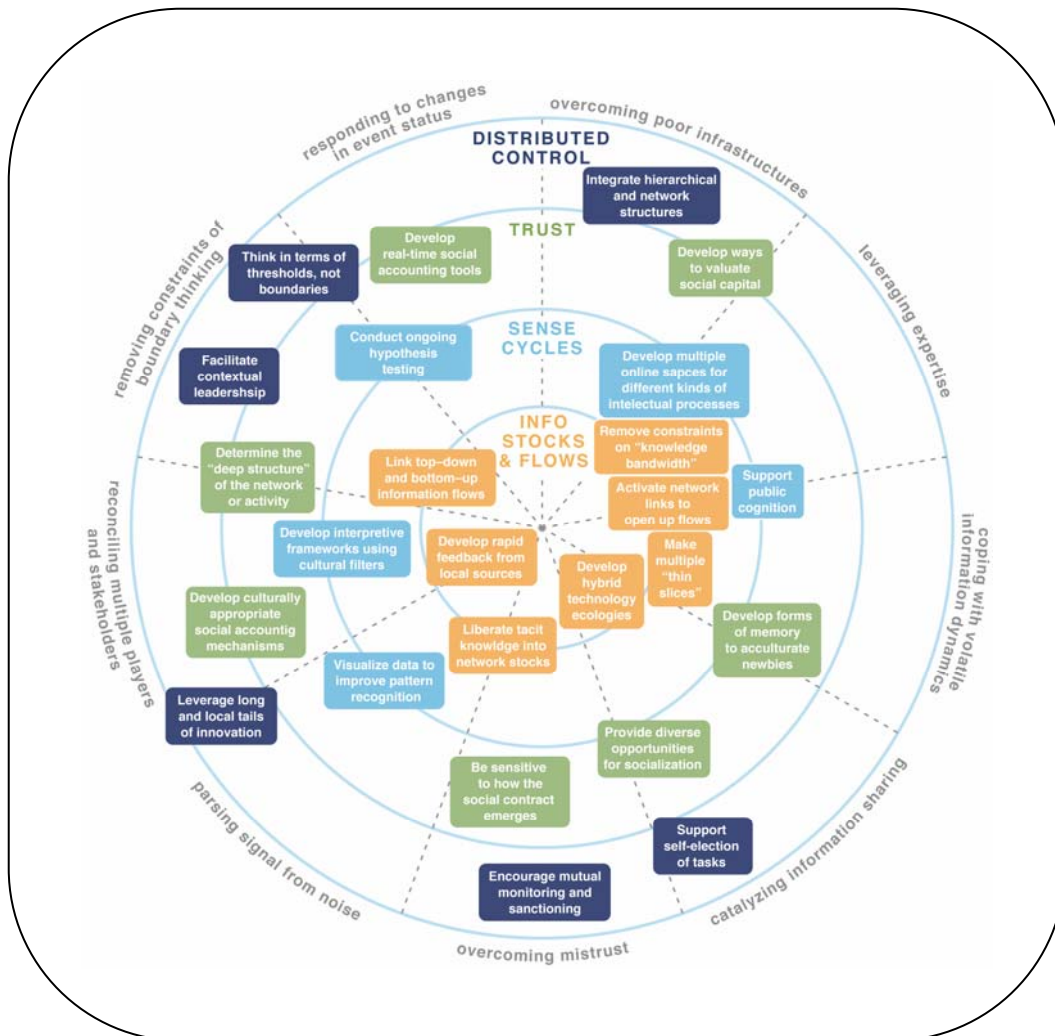 responding to changes
in event status
overcoming poor infrastructures
leveraging expertise
coping with volatile
information dynamics
catalyzing information sharing
overcoming mistrust
parsing signal from noise
reconciling multiple players
and stakeholders
removing constraints of
boundary thinking
DISTRIBUTED
CONTROL
Integrate hierarchical
and network
structures
TRUST
Develop
real-time social
accounting tools
Think in terms of
thresholds, not
boundaries
Develop ways
to valuate
social capital
SENSE
CYCLES
Conduct ongoing
hypothesis
testing
Facilitate
contextual
leadershsip
Develop multiple
online sapces for
different kinds of
intelectual processes
INFO
STOCKS
& FLOWS
Remove constraints
on “knowledge
bandwidth”
Determine the
“deep structure”
of the network
or activity
Link top–down
and bottom–up
information flows
Activate network
links to
open up flows
Support
public
cognition
Develop interpretive
frameworks using
cultural filters
Develop rapid
feedback from
local sources
Develop
hybrid
technology
ecologies
Make
multiple
“thin
slices”
Develop culturally
appropriate
social accountig
mechanisms
Liberate tacit
knowldge into
network stocks
Develop forms
of memory
to acculturate
newbies
Visualize data to
improve pattern
recognition
Leverage long
and local tails
of innovation
Provide diverse
opportunities
for socialization
Be sensitive
to how the
social contract
emerges
Support
self-election
of tasks
Encourage mutual
monitoring and
sanctioning